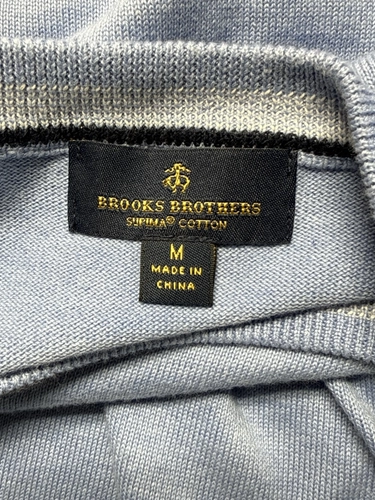 BROOKS BROTHERS
SUPIMA® COTTON
M
MADE IN
CHINA